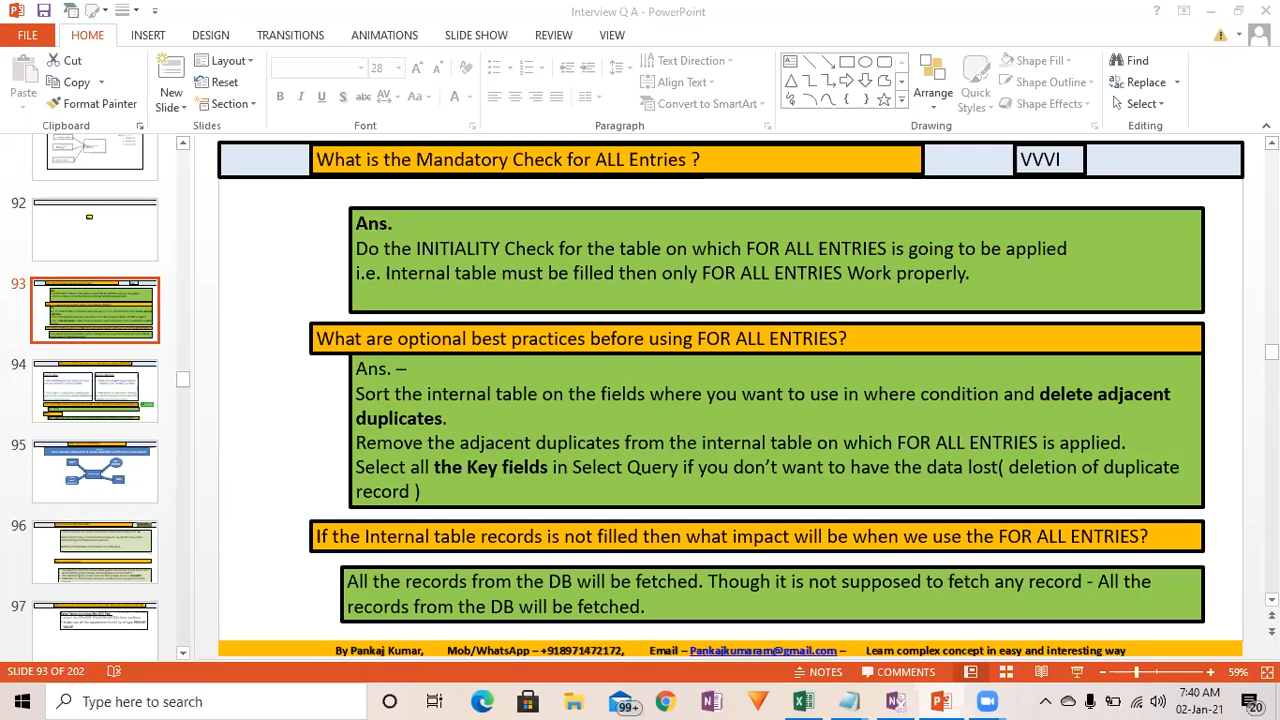 Interview Q A - PowerPoint
FILE HOME INSERT DESIGN TRANSITIONS ANIMATIONS SLIDE SHOW REVIEW VIEW
Paste
Cut
Copy
Format Painter
Clipboard
New
Slide
Layout
Reset
Section
Slides
28
B I U S abc AV Aa A
Font
Text Direction
Align Text
Convert to SmartArt
Paragraph
Arrange
Quick
Styles
Shape Fill
Shape Outline
Shape Effects
Drawing
Find
Replace
Select
Editing
92
93
94
95
96
97
What is the Mandatory Check for ALL Entries ? VVVI
Ans.
Do the INITIALITY Check for the table on which FOR ALL ENTRIES is going to be applied
i.e. Internal table must be filled then only FOR ALL ENTRIES Work properly.
What are optional best practices before using FOR ALL ENTRIES?
Ans. –
Sort the internal table on the fields where you want to use in where condition and delete adjacent
duplicates.
Remove the adjacent duplicates from the internal table on which FOR ALL ENTRIES is applied.
Select all the Key fields in Select Query if you don’t want to have the data lost( deletion of duplicate
record )
If the Internal table records is not filled then what impact will be when we use the FOR ALL ENTRIES?
All the records from the DB will be fetched. Though it is not supposed to fetch any record - All the
records from the DB will be fetched.
By Pankaj Kumar, Mob/WhatsApp – +918971472172, Email – Pankajkumaram@gmail.com – Learn complex concept in easy and interesting way
SLIDE 93 OF 202 NOTES COMMENTS 59%
Type here to search
99+
7:40 AM
02-Jan-21
20